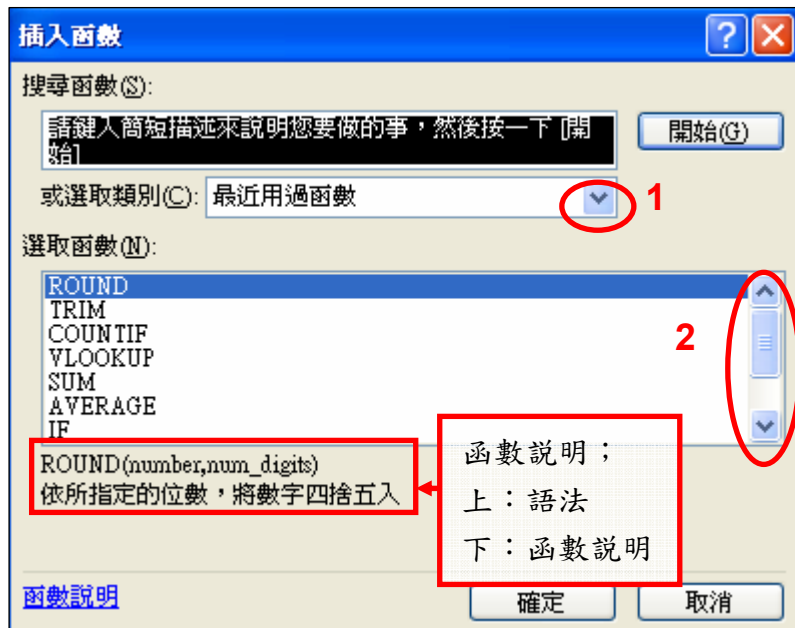 插入函數
搜尋函數(S):
請鍵入簡短描述來說明您要做的事，然後按一下 [開
始]
開始(G)
或選取類別(C):
最近用過函數
1
選取函數(N):
ROUND
TRIM
COUNTIF
VLOOKUP
SUM
AVERAGE
IF
2
ROUND(number,num_digits)
依所指定的位數，將數字四捨五入
函數說明；
上：語法
下：函數說明
函數說明
確定
取消